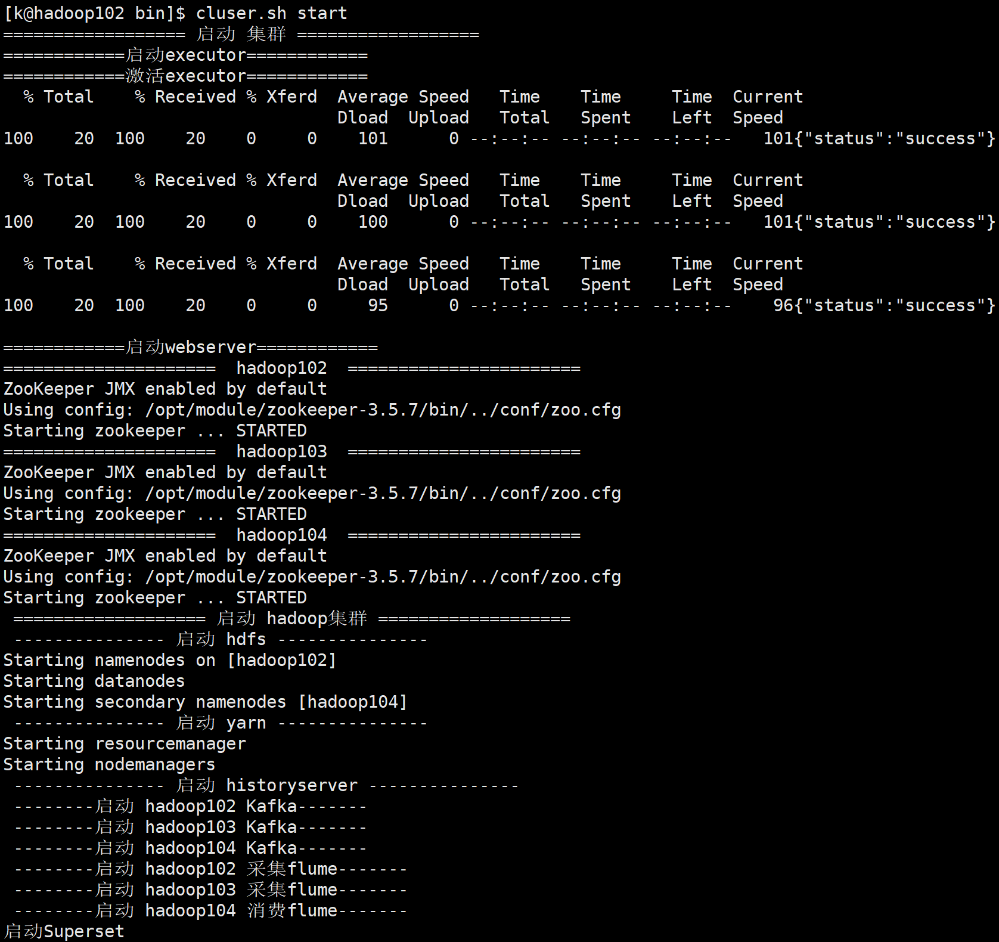 [k@hadoop102 bin]$ cluser.sh start
================== 启动 集群 ==================
============启动executor============
============激活executor============
  % Total    % Received % Xferd  Average Speed   Time    Time     Time  Current
                                 Dload  Upload   Total   Spent    Left  Speed
100    20  100    20    0     0    101      0 --:--:-- --:--:-- --:--:--   101{"status":"success"}
  % Total    % Received % Xferd  Average Speed   Time    Time     Time  Current
                                 Dload  Upload   Total   Spent    Left  Speed
100    20  100    20    0     0    100      0 --:--:-- --:--:-- --:--:--   101{"status":"success"}
  % Total    % Received % Xferd  Average Speed   Time    Time     Time  Current
                                 Dload  Upload   Total   Spent    Left  Speed
100    20  100    20    0     0     95      0 --:--:-- --:--:-- --:--:--    96{"status":"success"}
============启动webserver============
=====================  hadoop102  =======================
ZooKeeper JMX enabled by default
Using config: /opt/module/zookeeper-3.5.7/bin/../conf/zoo.cfg
Starting zookeeper ... STARTED
=====================  hadoop103  =======================
ZooKeeper JMX enabled by default
Using config: /opt/module/zookeeper-3.5.7/bin/../conf/zoo.cfg
Starting zookeeper ... STARTED
=====================  hadoop104  =======================
ZooKeeper JMX enabled by default
Using config: /opt/module/zookeeper-3.5.7/bin/../conf/zoo.cfg
Starting zookeeper ... STARTED
 =================== 启动 hadoop集群 ===================
 --------------- 启动 hdfs ---------------
Starting namenodes on [hadoop102]
Starting datanodes
Starting secondary namenodes [hadoop104]
 --------------- 启动 yarn ---------------
Starting resourcemanager
Starting nodemanagers
 --------------- 启动 historyserver ---------------
 --------启动 hadoop102 Kafka-------
 --------启动 hadoop103 Kafka-------
 --------启动 hadoop104 Kafka-------
 --------启动 hadoop102 采集flume-------
 --------启动 hadoop103 采集flume-------
 --------启动 hadoop104 消费flume-------
启动Superset